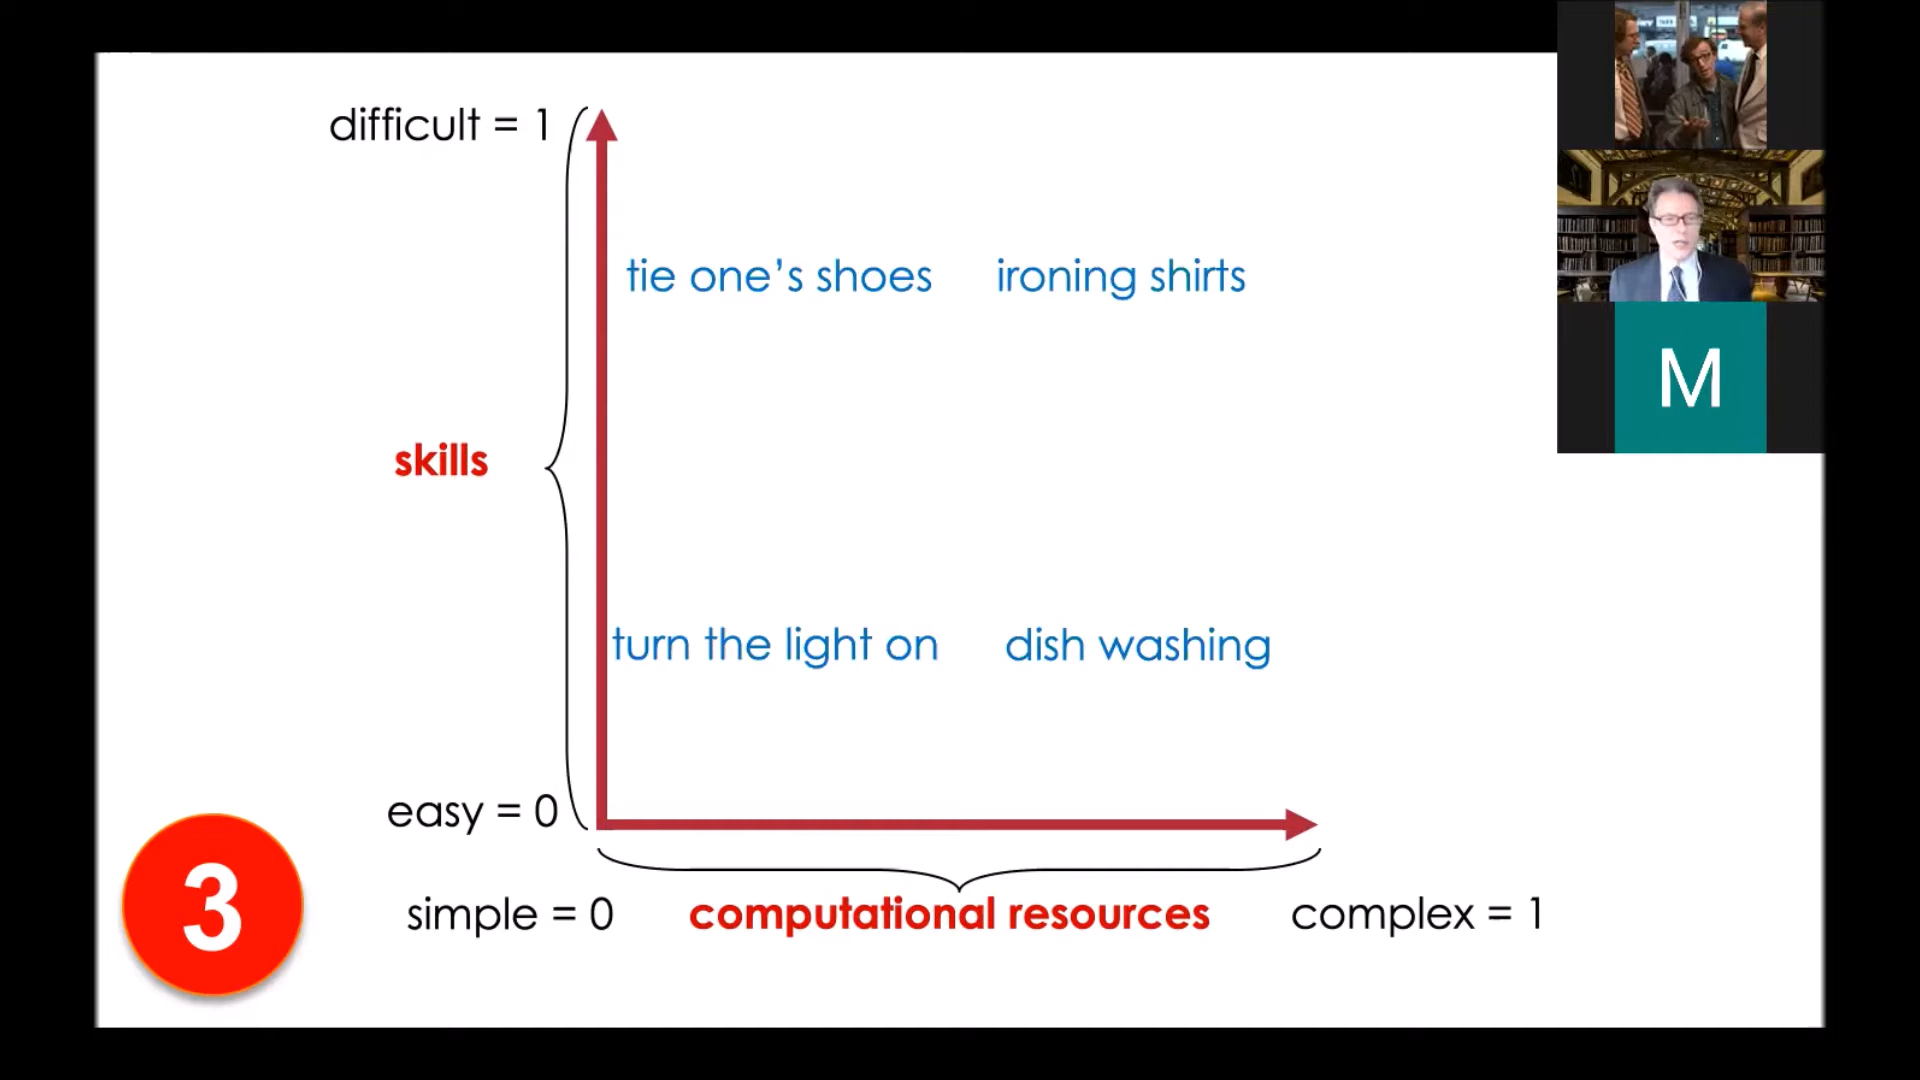 difficult = 1
tie one’s shoes
ironing shirts
skills
turn the light on
dish washing
easy = 0
simple = 0
computational resources
complex = 1
3
M